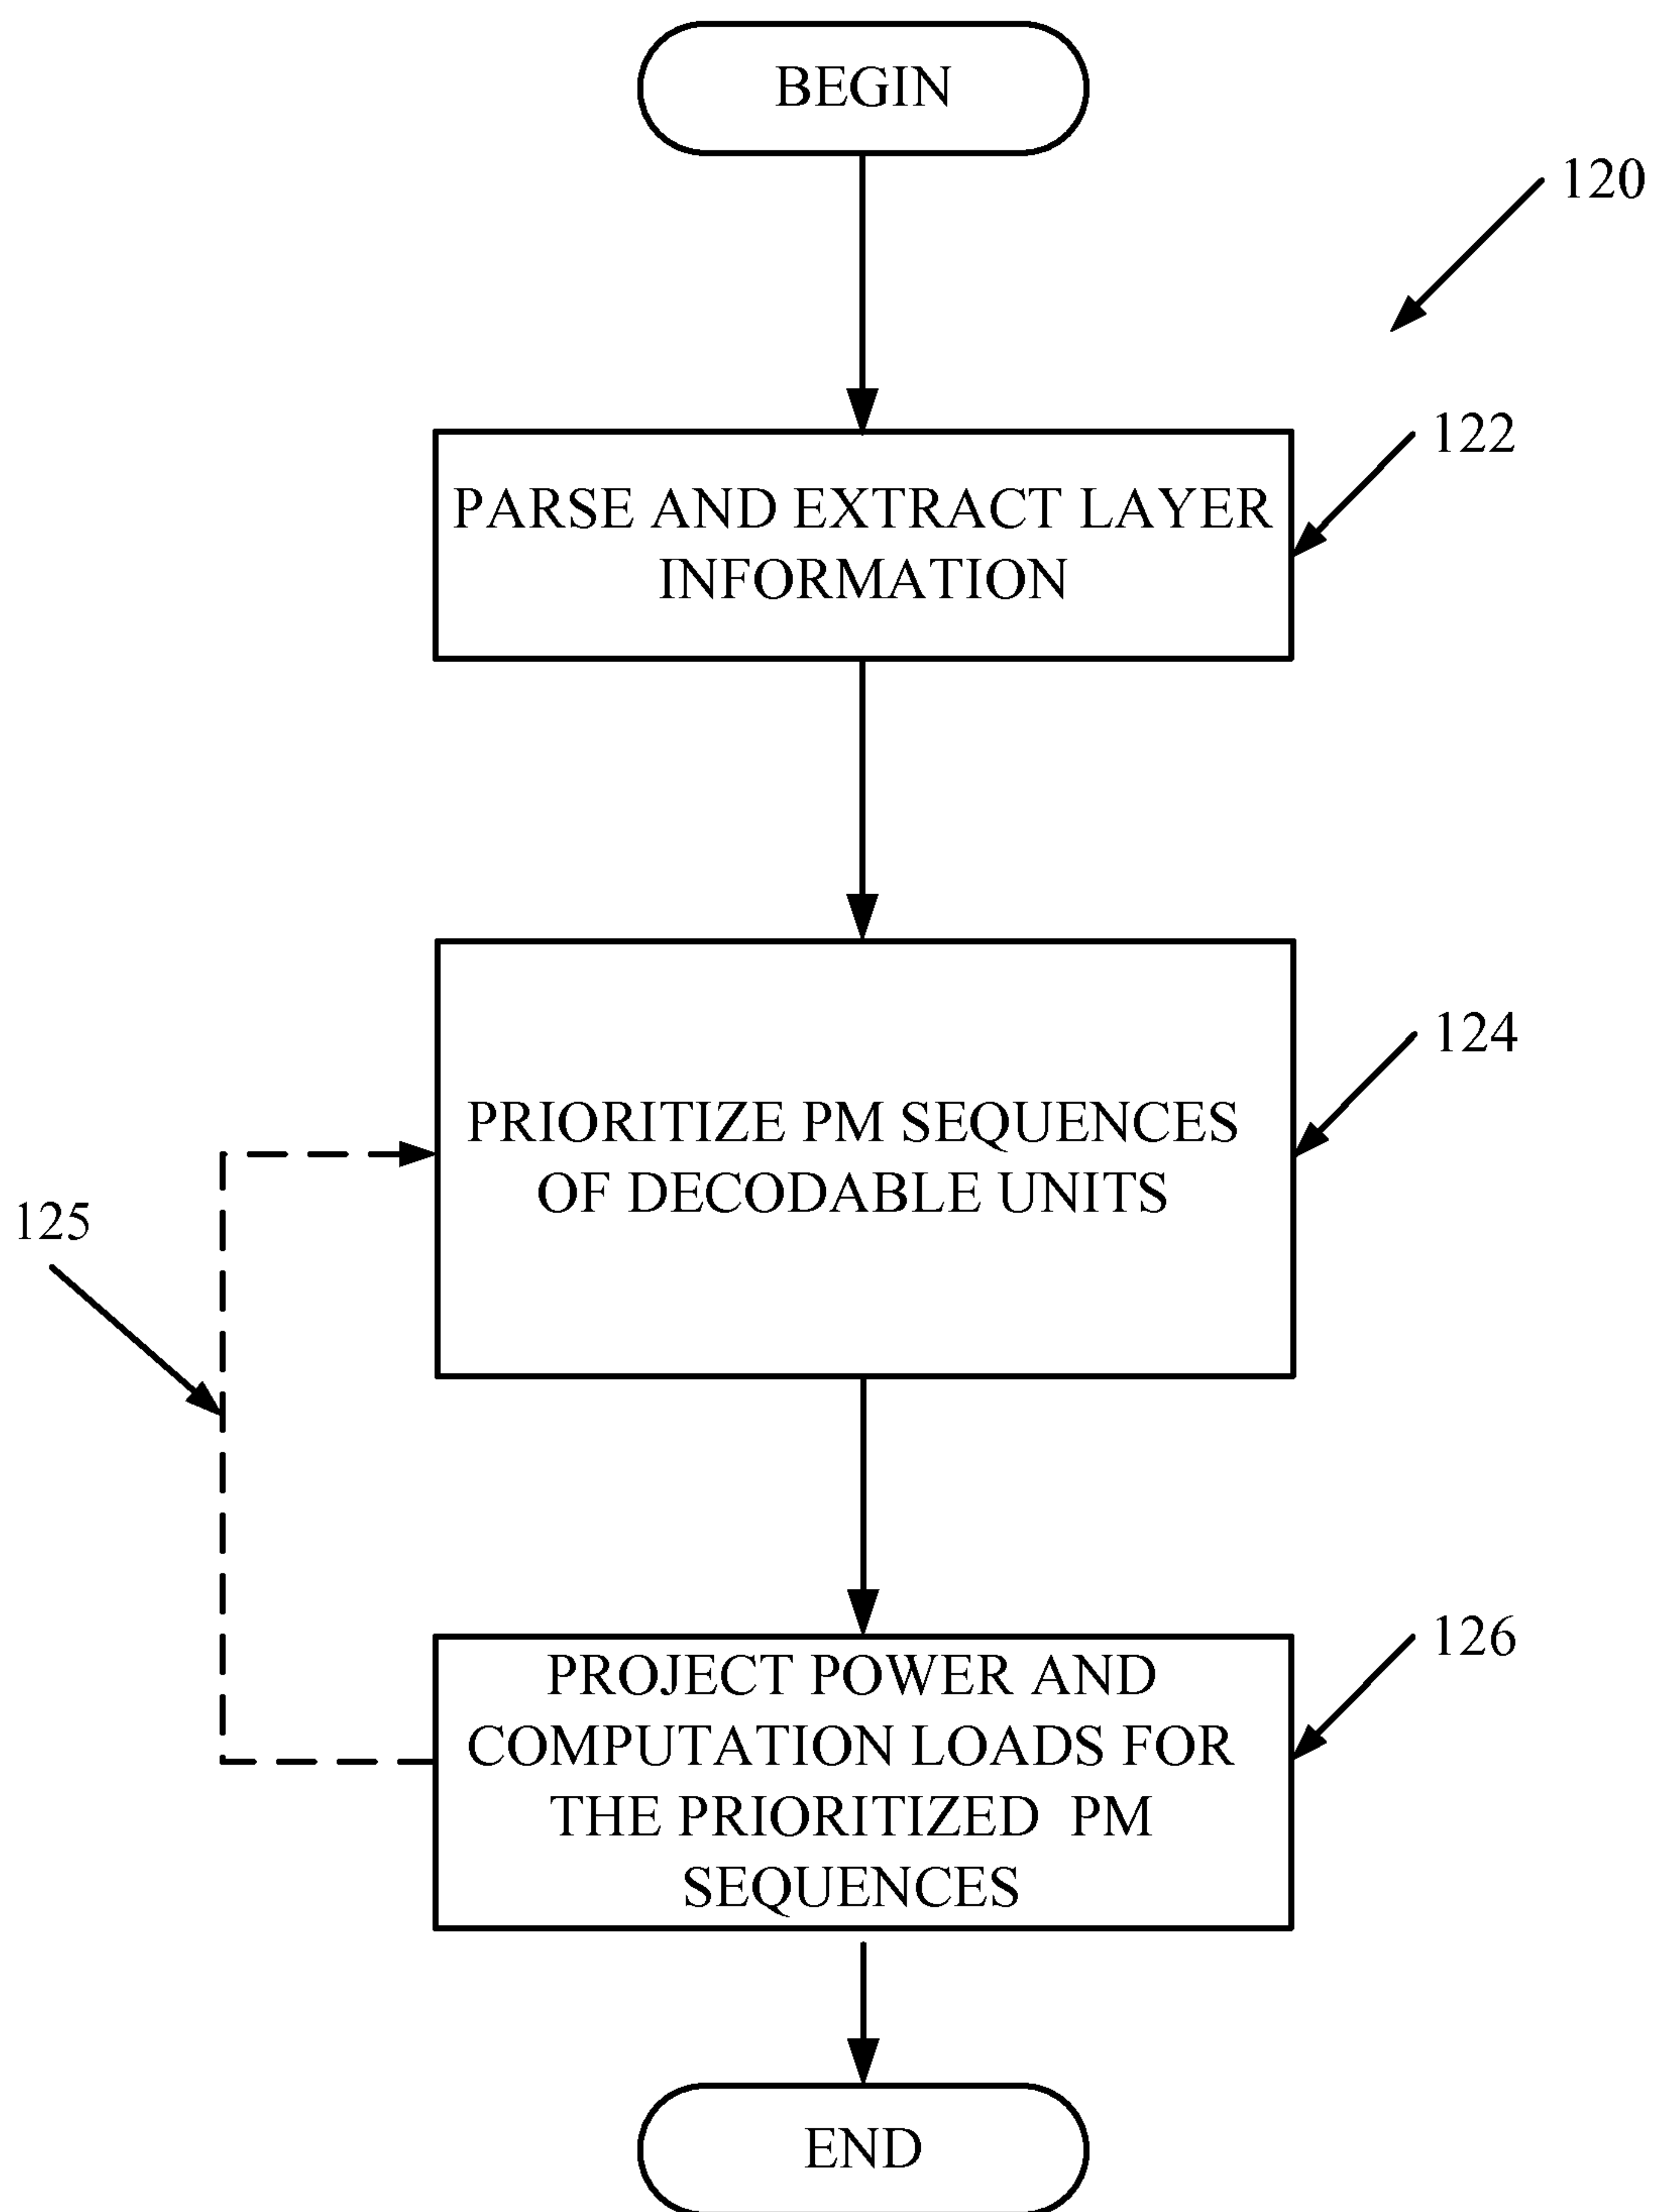 BEGIN
120
122
PARSE AND EXTRACT LAYER
INFORMATION
124
PRIORITIZE PM SEQUENCES
OF DECODABLE UNITS
125
126
PROJECT POWER AND
COMPUTATION LOADS FOR
THE PRIORITIZED PM
SEQUENCES
END